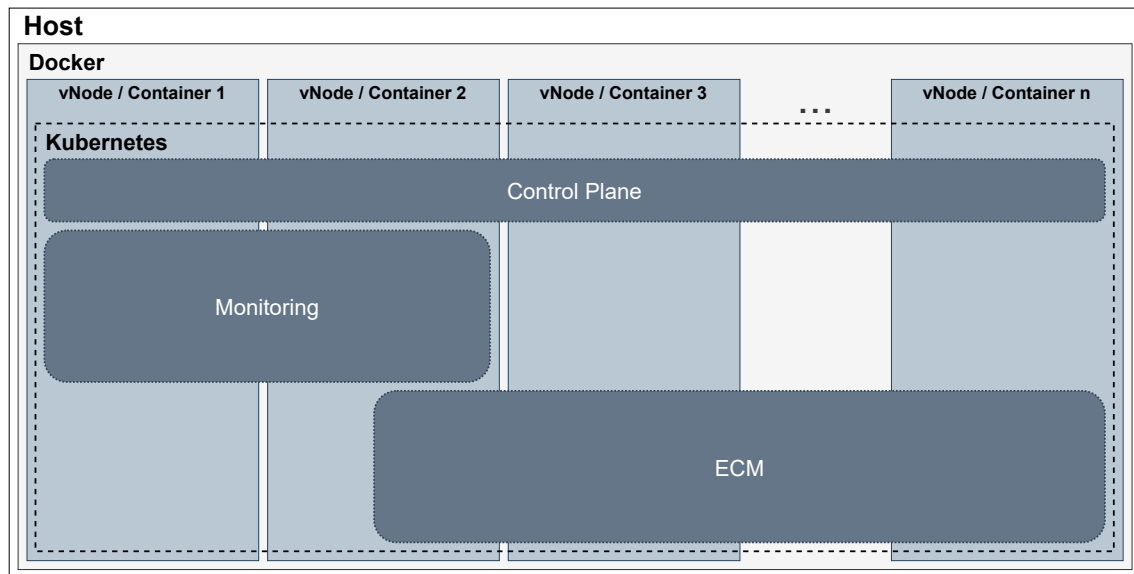 Host
Docker
vNode / Container 1
vNode / Container 2
vNode / Container 3
...
vNode / Container n
Kubernetes
Control Plane
Monitoring
ECM